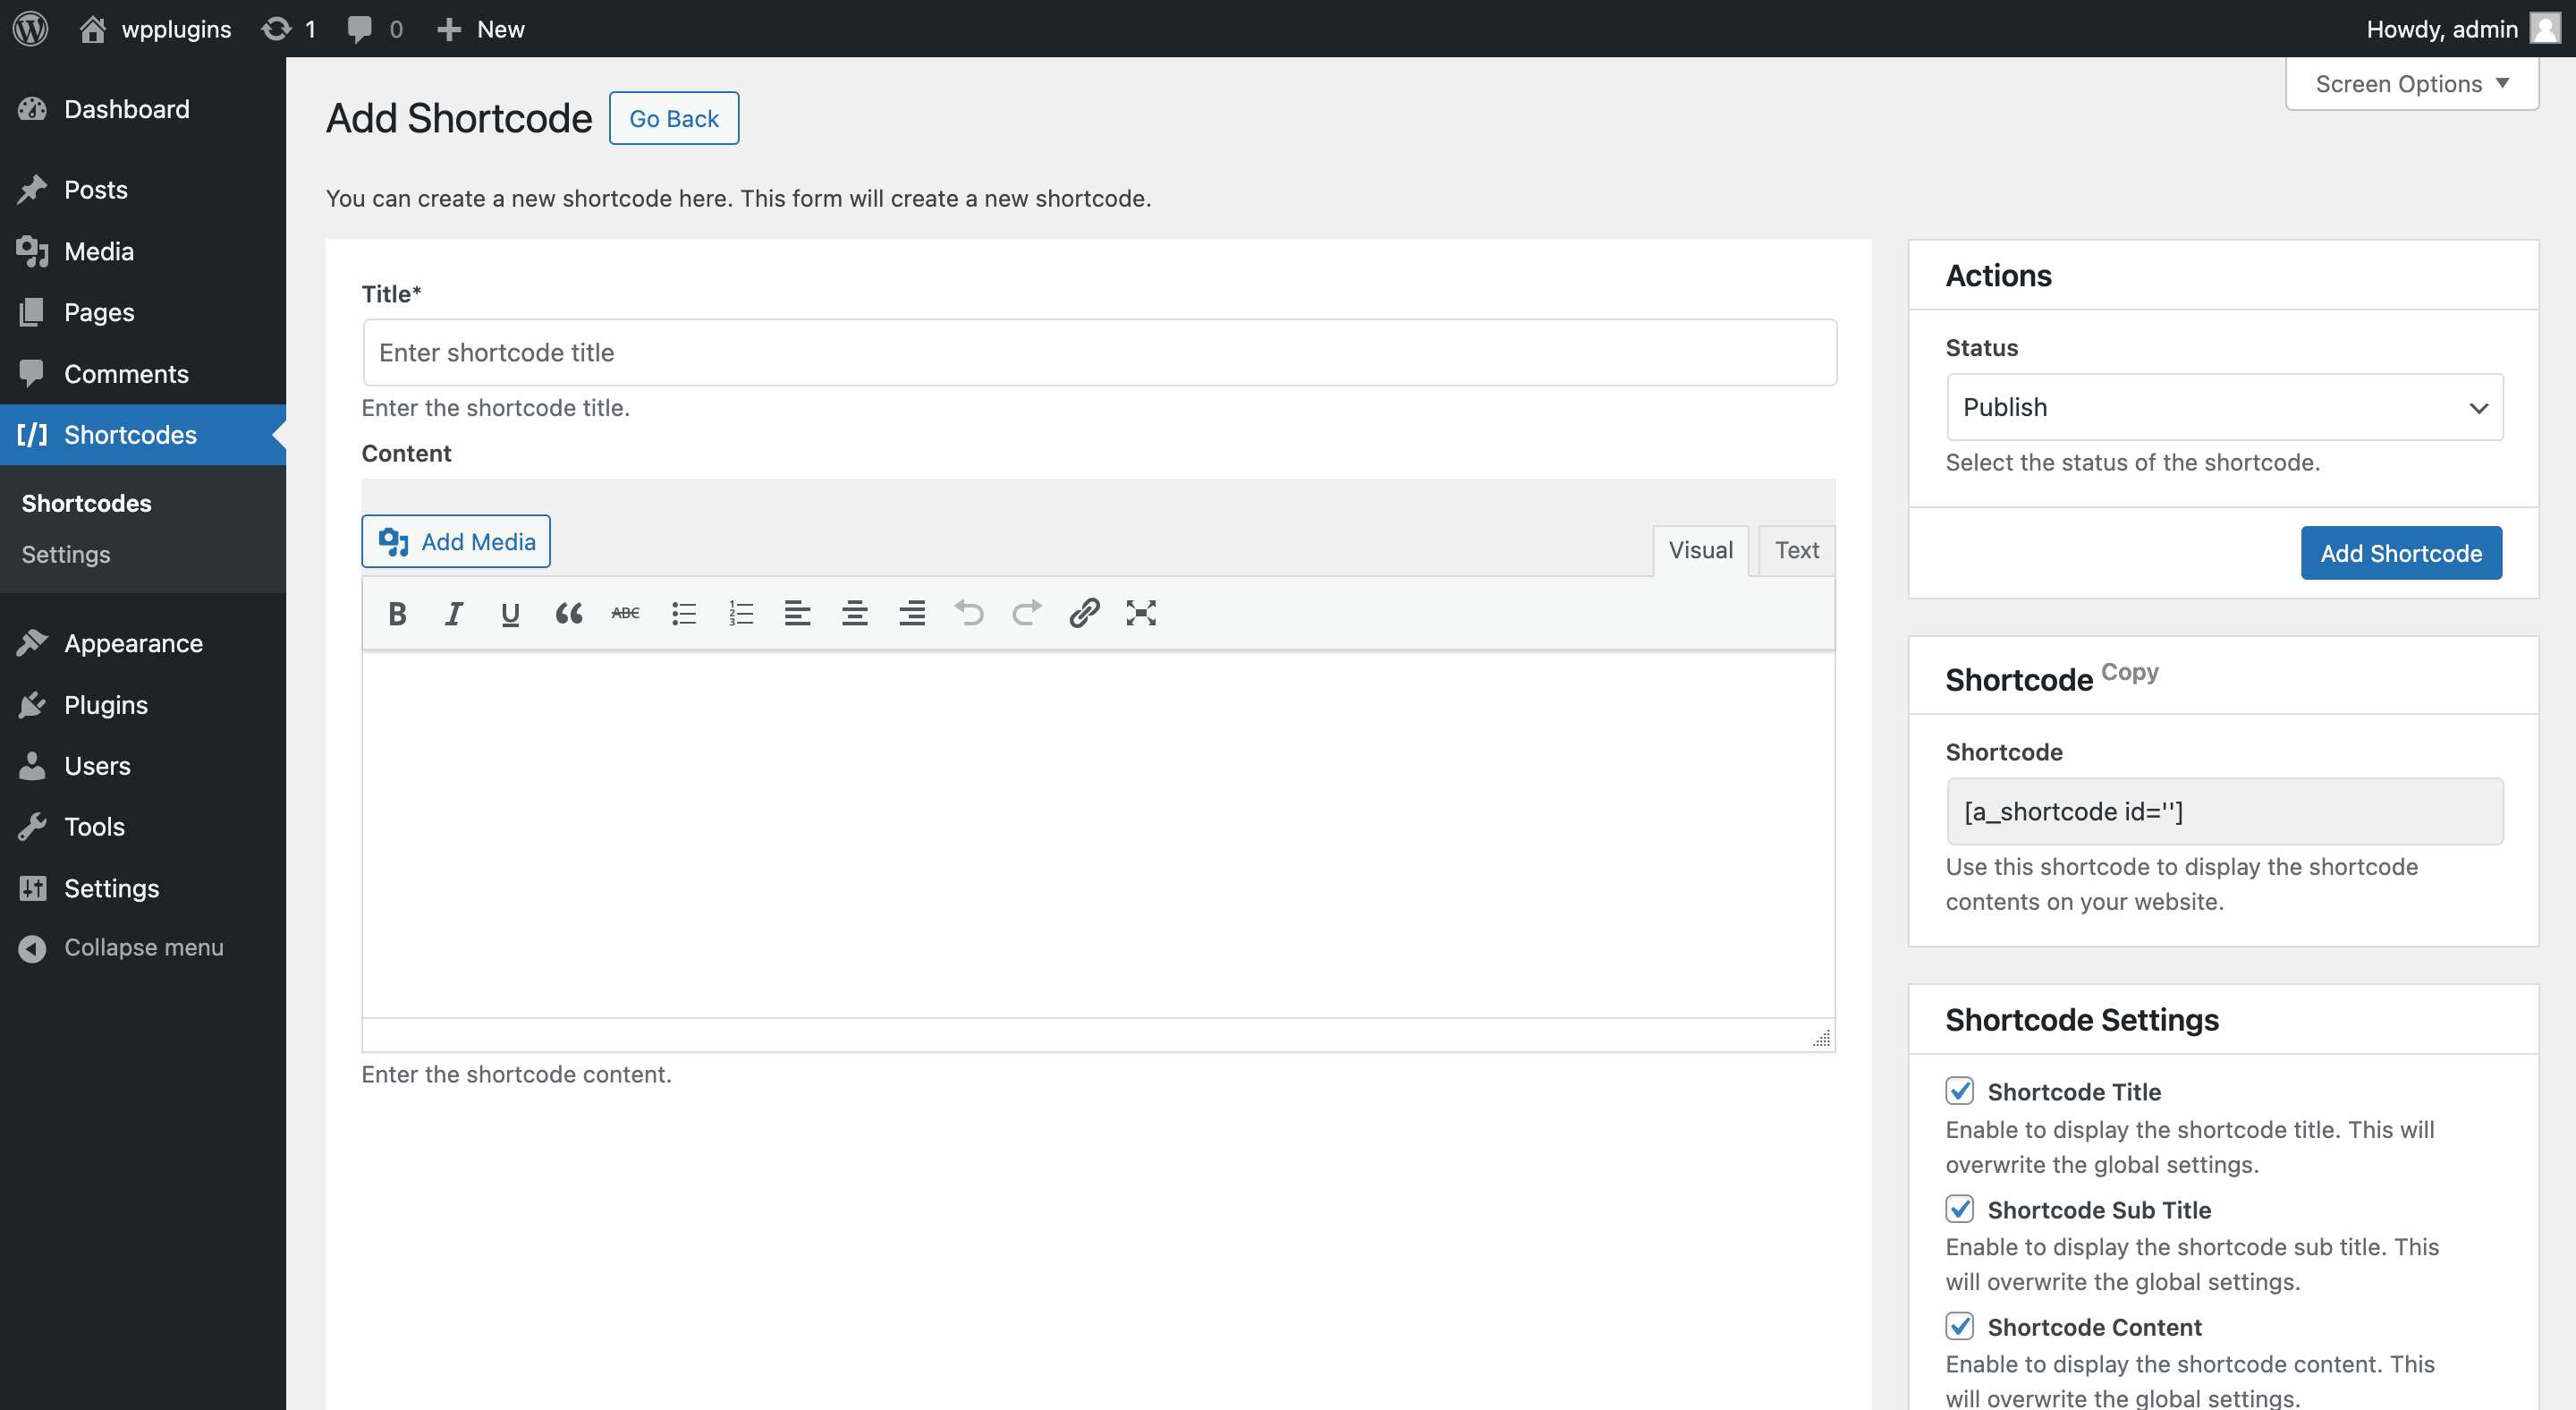 wpplugins 1 0 New
Howdy, admin
Dashboard
Posts
Media
Pages
Comments
[/] Shortcodes
Shortcodes
Settings
Appearance
Plugins
Users
Tools
Settings
Collapse menu
Screen Options
Add Shortcode Go Back
You can create a new shortcode here. This form will create a new shortcode.
Title*
Enter shortcode title
Enter the shortcode title.
Content
Add Media
Visual Text
B I U ABC
Enter the shortcode content.
Actions
Status
Publish
Select the status of the shortcode.
Add Shortcode
Shortcode Copy
Shortcode
[a_shortcode id='']
Use this shortcode to display the shortcode
contents on your website.
Shortcode Settings
Shortcode Title
Enable to display the shortcode title. This will
overwrite the global settings.
Shortcode Sub Title
Enable to display the shortcode sub title. This
will overwrite the global settings.
Shortcode Content
Enable to display the shortcode content. This
will overwrite the global settings.